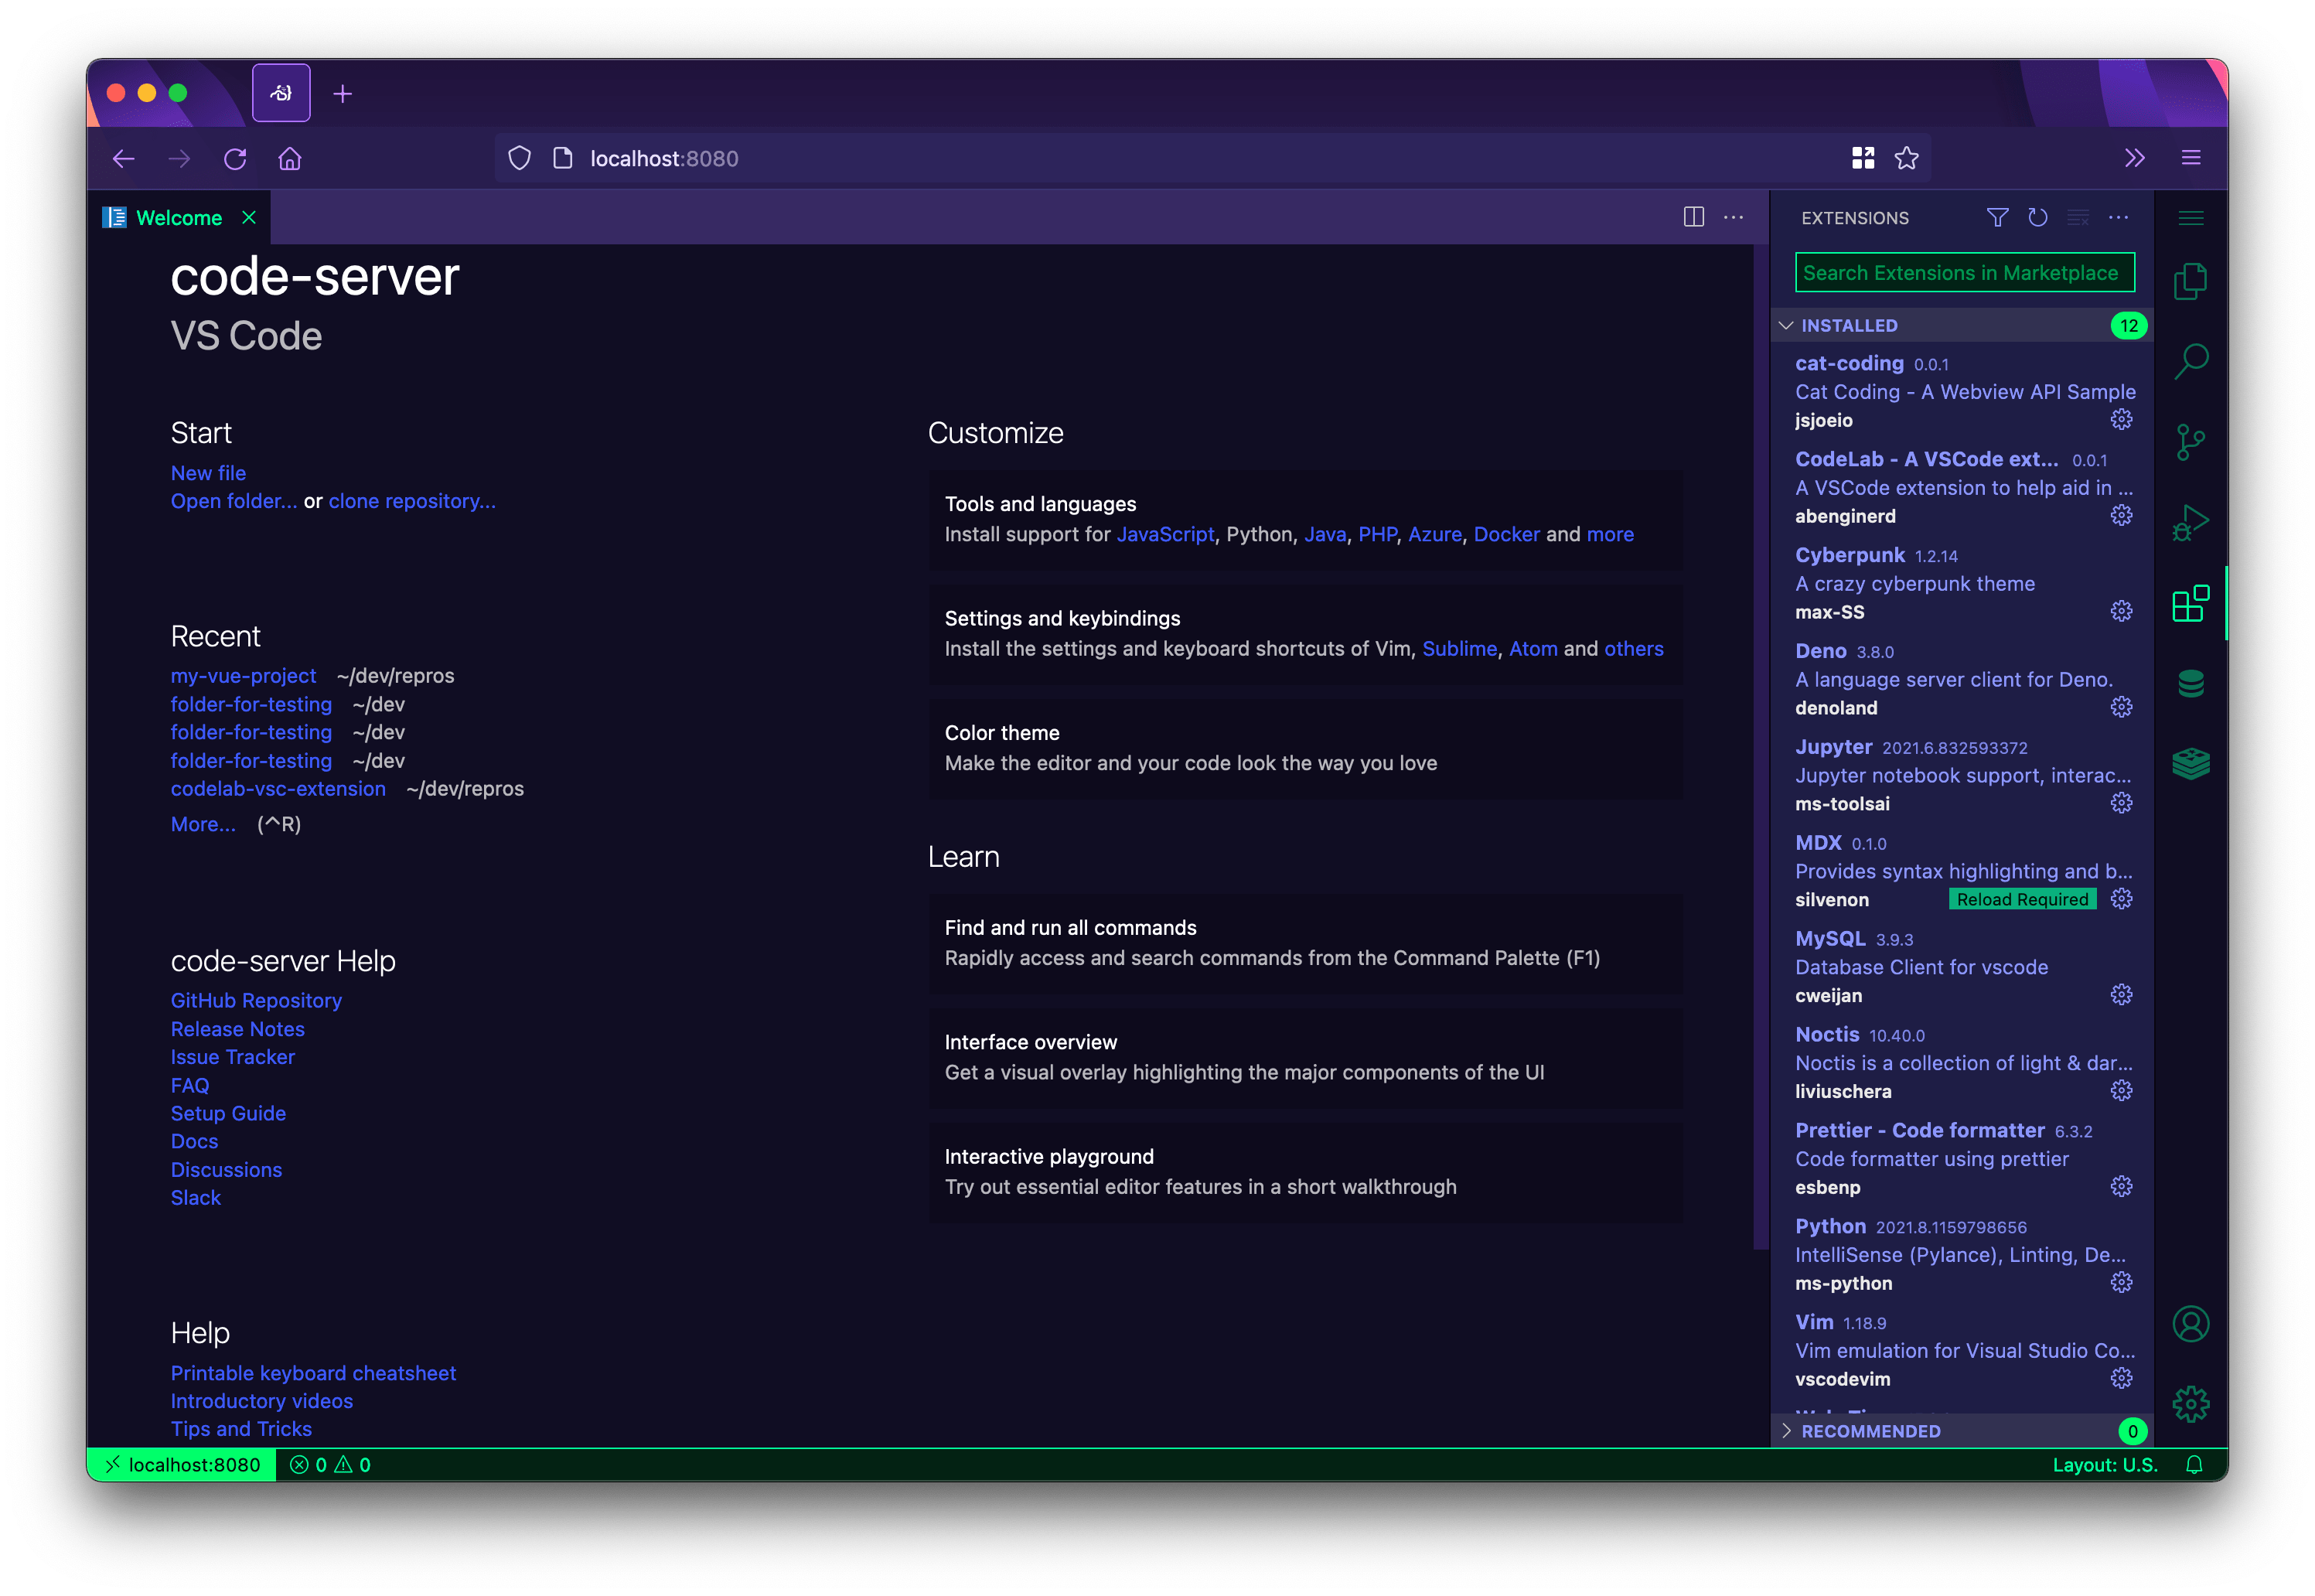 localhost:8080
Welcome
code-server
VS Code
Start
New file
Open folder... or clone repository...
Recent
my-vue-project ~/dev/repros
folder-for-testing ~/dev
folder-for-testing ~/dev
folder-for-testing ~/dev
codelab-vsc-extension ~/dev/repros
More... (^R)
code-server Help
GitHub Repository
Release Notes
Issue Tracker
FAQ
Setup Guide
Docs
Discussions
Slack
Help
Printable keyboard cheatsheet
Introductory videos
Tips and Tricks
Customize
Tools and languages
Install support for JavaScript, Python, Java, PHP, Azure, Docker and more
Settings and keybindings
Install the settings and keyboard shortcuts of Vim, Sublime, Atom and others
Color theme
Make the editor and your code look the way you love
Learn
Find and run all commands
Rapidly access and search commands from the Command Palette (F1)
Interface overview
Get a visual overlay highlighting the major components of the UI
Interactive playground
Try out essential editor features in a short walkthrough
EXTENSIONS
Search Extensions in Marketplace
INSTALLED 12
cat-coding 0.0.1
Cat Coding - A Webview API Sample
jsjoeio
CodeLab - A VSCode ext... 0.0.1
A VSCode extension to help aid in ...
abenginerd
Cyberpunk 1.2.14
A crazy cyberpunk theme
max-SS
Deno 3.8.0
A language server client for Deno.
denoland
Jupyter 2021.6.832593372
Jupyter notebook support, interac...
ms-toolsai
MDX 0.1.0
Provides syntax highlighting and b...
silvenon Reload Required
MySQL 3.9.3
Database Client for vscode
cweijan
Noctis 10.40.0
Noctis is a collection of light & dar...
liviuschera
Prettier - Code formatter 6.3.2
Code formatter using prettier
esbenp
Python 2021.8.1159798656
IntelliSense (Pylance), Linting, De...
ms-python
Vim 1.18.9
Vim emulation for Visual Studio Co...
vscodevim
RECOMMENDED 0
localhost:8080 0 0
Layout: U.S.